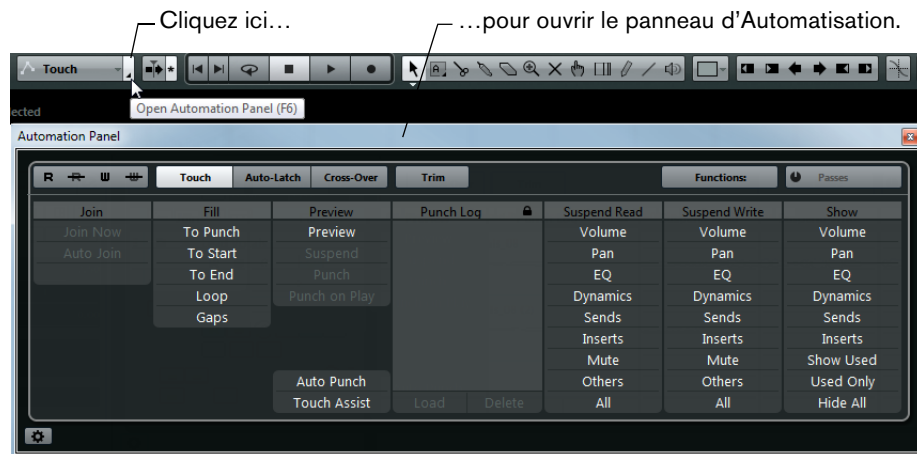 Cliquez ici… …pour ouvrir le panneau d'Automatisation.
Touch
ected
Open Automation Panel (F6)
Automation Panel
R R W W Touch Auto-Latch Cross-Over Trim Functions: Passes
Join Fill Preview Punch Log Suspend Read Suspend Write Show
Join Now To Punch Preview Volume Volume Volume
Auto Join To Start Suspend Pan Pan Pan
To End Punch EQ EQ EQ
Loop Punch on Play Dynamics Dynamics Dynamics
Gaps Sends Sends Sends
Inserts Inserts Inserts
Mute Mute Show Used
Auto Punch Others Others Used Only
Touch Assist Load Delete All All Hide All